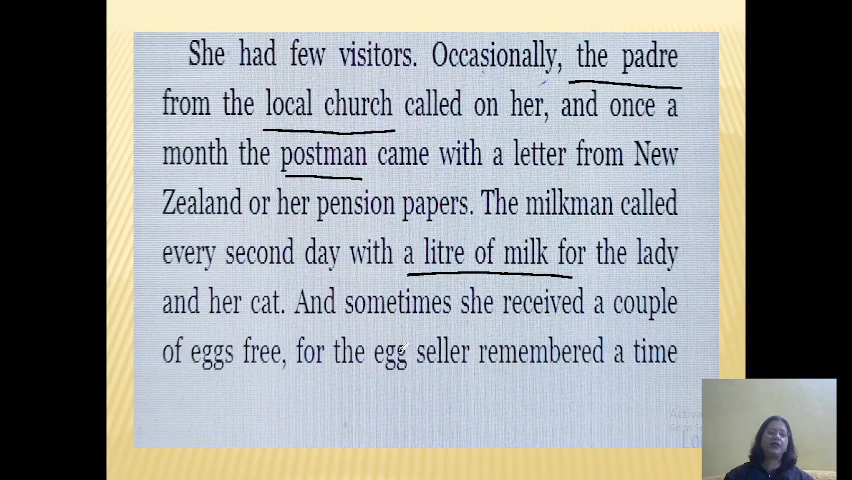 She had few visitors. Occasionally, the padre
from the local church called on her, and once a
month the postman came with a letter from New
Zealand or her pension papers. The milkman called
every second day with a litre of milk for the lady
and her cat. And sometimes she received a couple
of eggs free, for the egg seller remembered a time